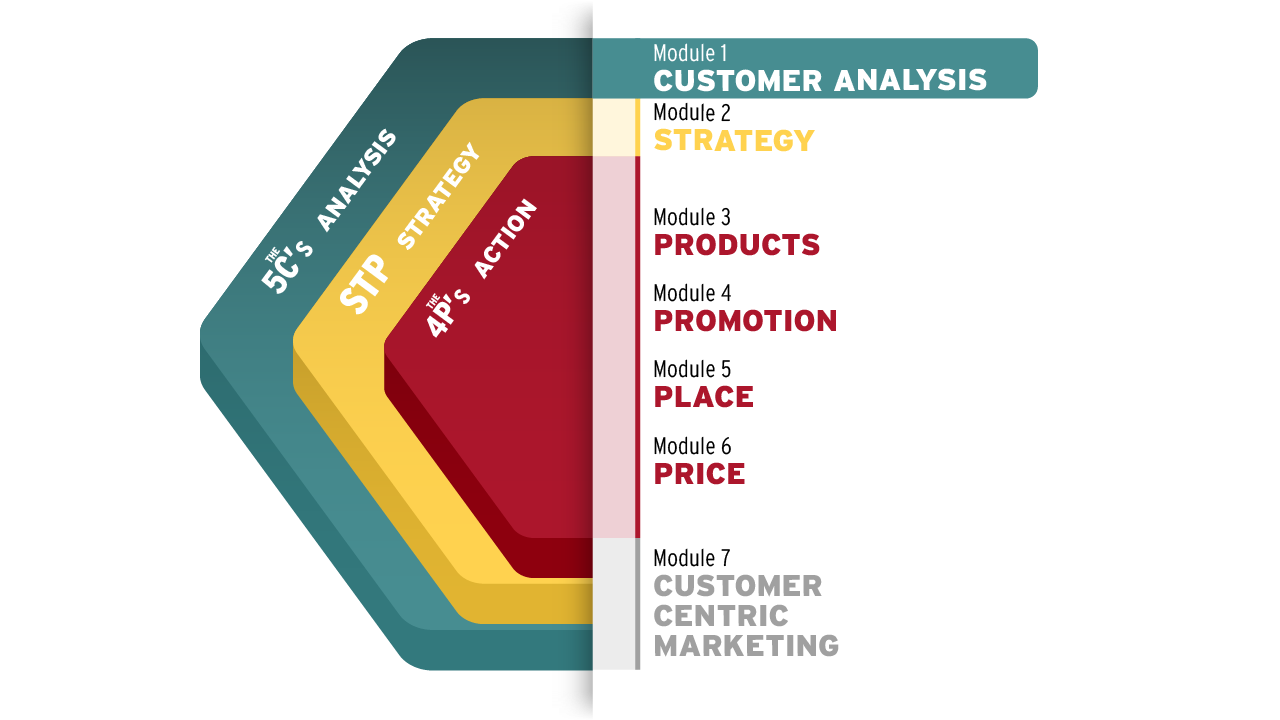 THE
5C's ANALYSIS
STP STRATEGY
THE
4P's ACTION
Module 1
CUSTOMER ANALYSIS
Module 2
STRATEGY
Module 3
PRODUCTS
Module 4
PROMOTION
Module 5
PLACE
Module 6
PRICE
Module 7
CUSTOMER
CENTRIC
MARKETING